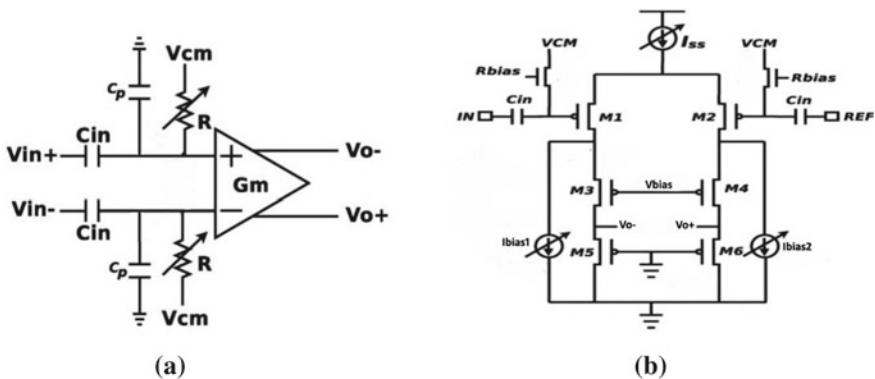 Vcm
Cp
R
Cin
Vin+
+
Vo-
Gm
Vin-
-
Vo+
Cin
Cp
R
Vcm
(a)
Iss
VCM
VCM
Rbias
Rbias
Cin
Cin
IN
M1
M2
REF
M3
Vbias
M4
Vo-
Vo+
Ibias1
M5
M6
Ibias2
(b)